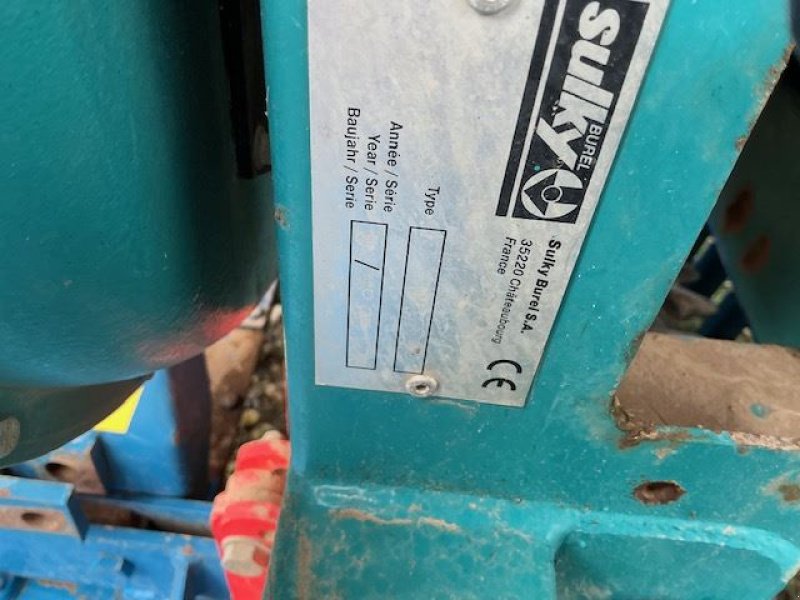 sulky
BUREL
Sulky Burel S.A.
35220 Châteaubourg
France
CE
Type
Année / Série
Year / Serie
Baujahr / Serie
/